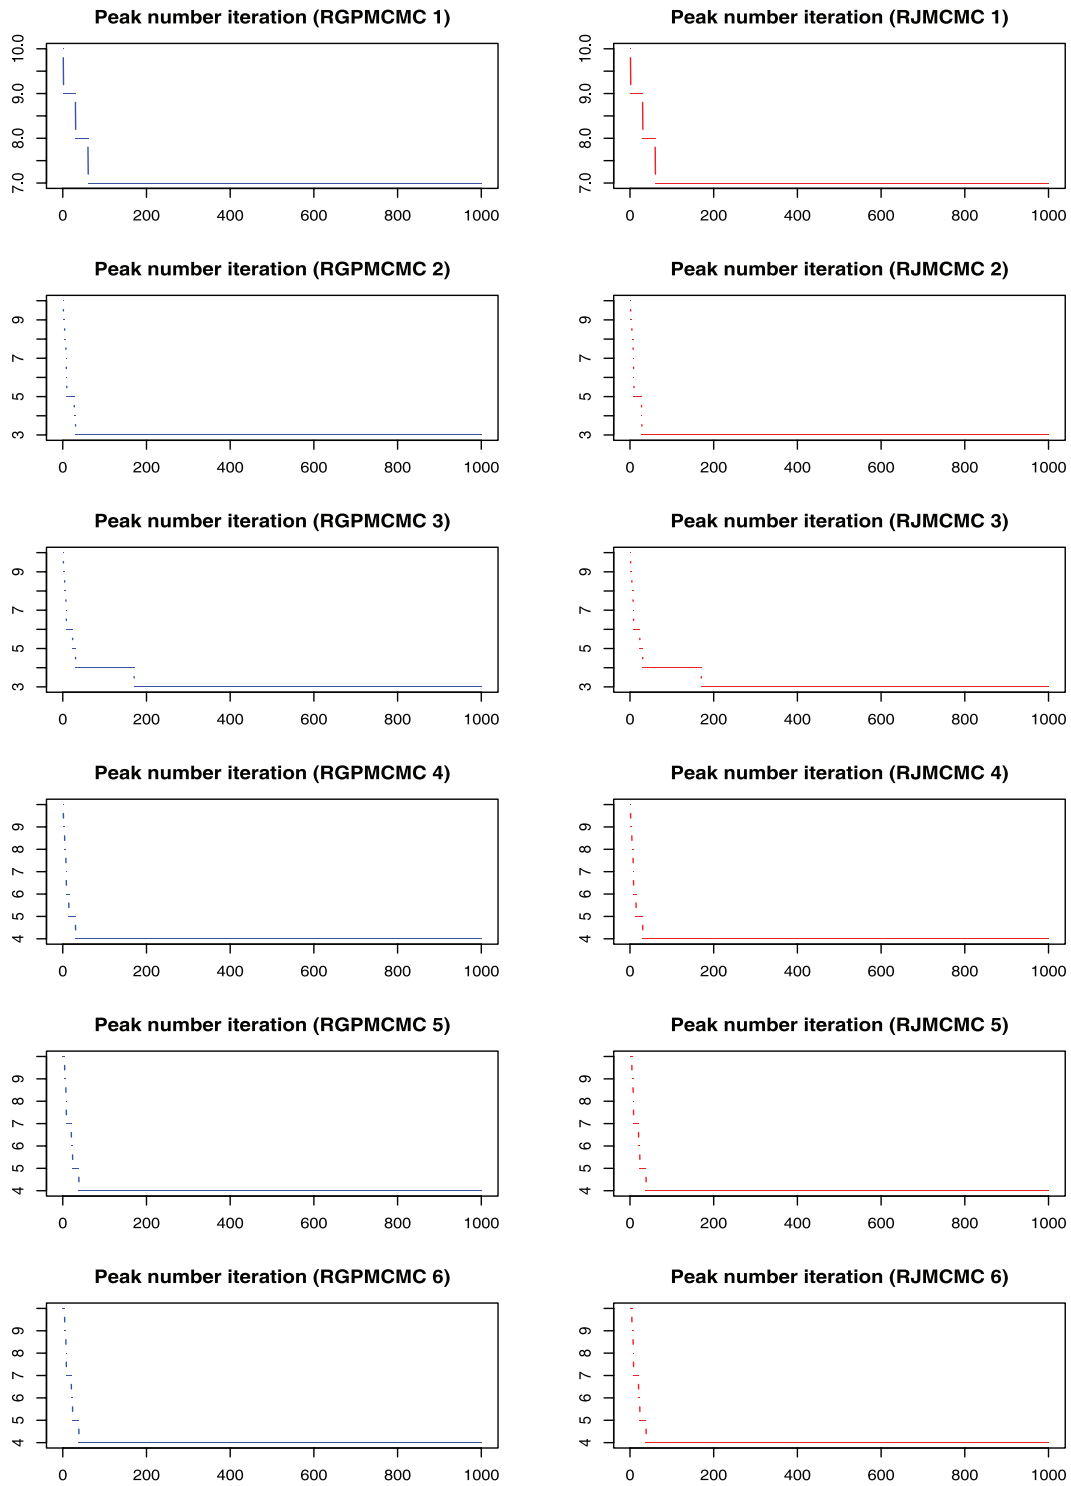 Peak number iteration (RGPMCMC 1)
10.0
9.0
8.0
7.0
0 200 400 600 800 1000
Peak number iteration (RJMCMC 1)
10.0
9.0
8.0
7.0
0 200 400 600 800 1000
Peak number iteration (RGPMCMC 2)
9
7
5
3
0 200 400 600 800 1000
Peak number iteration (RJMCMC 2)
9
7
5
3
0 200 400 600 800 1000
Peak number iteration (RGPMCMC 3)
9
7
5
3
0 200 400 600 800 1000
Peak number iteration (RJMCMC 3)
9
7
5
3
0 200 400 600 800 1000
Peak number iteration (RGPMCMC 4)
9
8
7
6
5
4
0 200 400 600 800 1000
Peak number iteration (RJMCMC 4)
9
8
7
6
5
4
0 200 400 600 800 1000
Peak number iteration (RGPMCMC 5)
9
8
7
6
5
4
0 200 400 600 800 1000
Peak number iteration (RJMCMC 5)
9
8
7
6
5
4
0 200 400 600 800 1000
Peak number iteration (RGPMCMC 6)
9
8
7
6
5
4
0 200 400 600 800 1000
Peak number iteration (RJMCMC 6)
9
8
7
6
5
4
0 200 400 600 800 1000